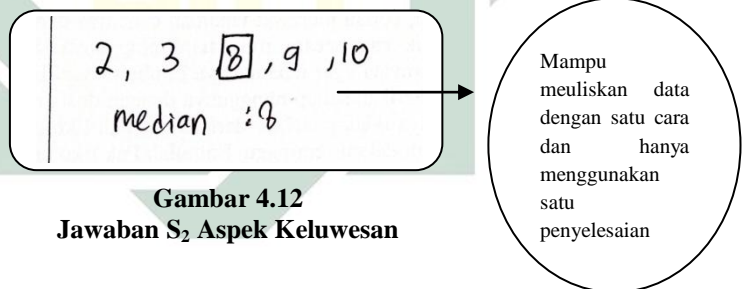 2, 3, 8, 9, 10
median : 8
Gambar 4.12
Jawaban S₂ Aspek Keluwesan
Mampu
meuliskan data
dengan satu cara
dan hanya
menggunakan
satu
penyelesaian